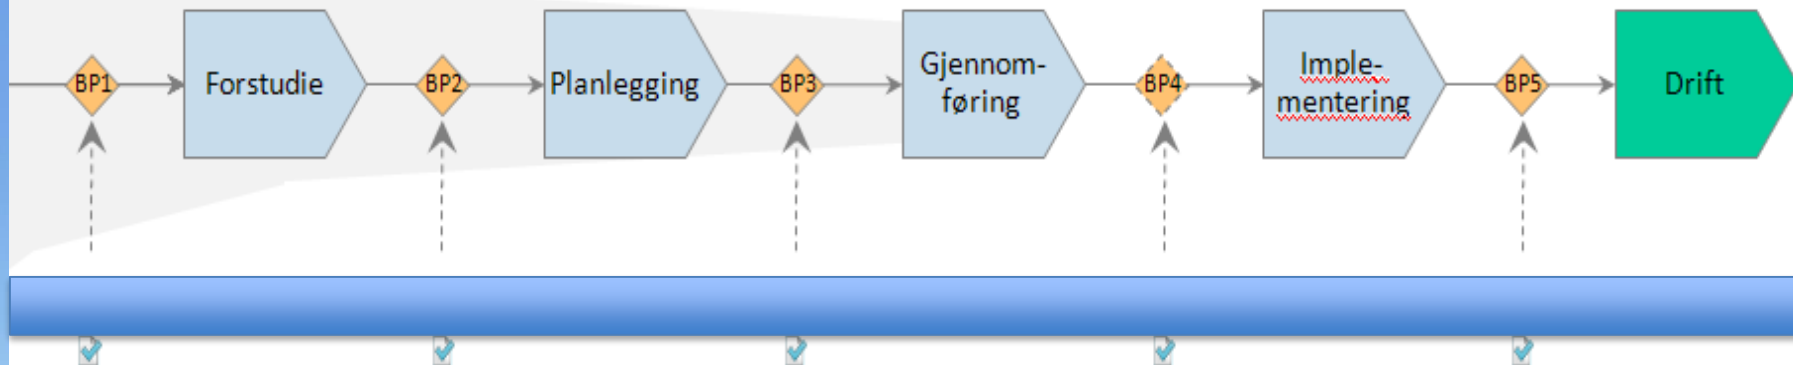 BP1
Forstudie
BP2
Planlegging
BP3
Gjennom-
føring
BP4
Imple-
mentering
BP5
Drift